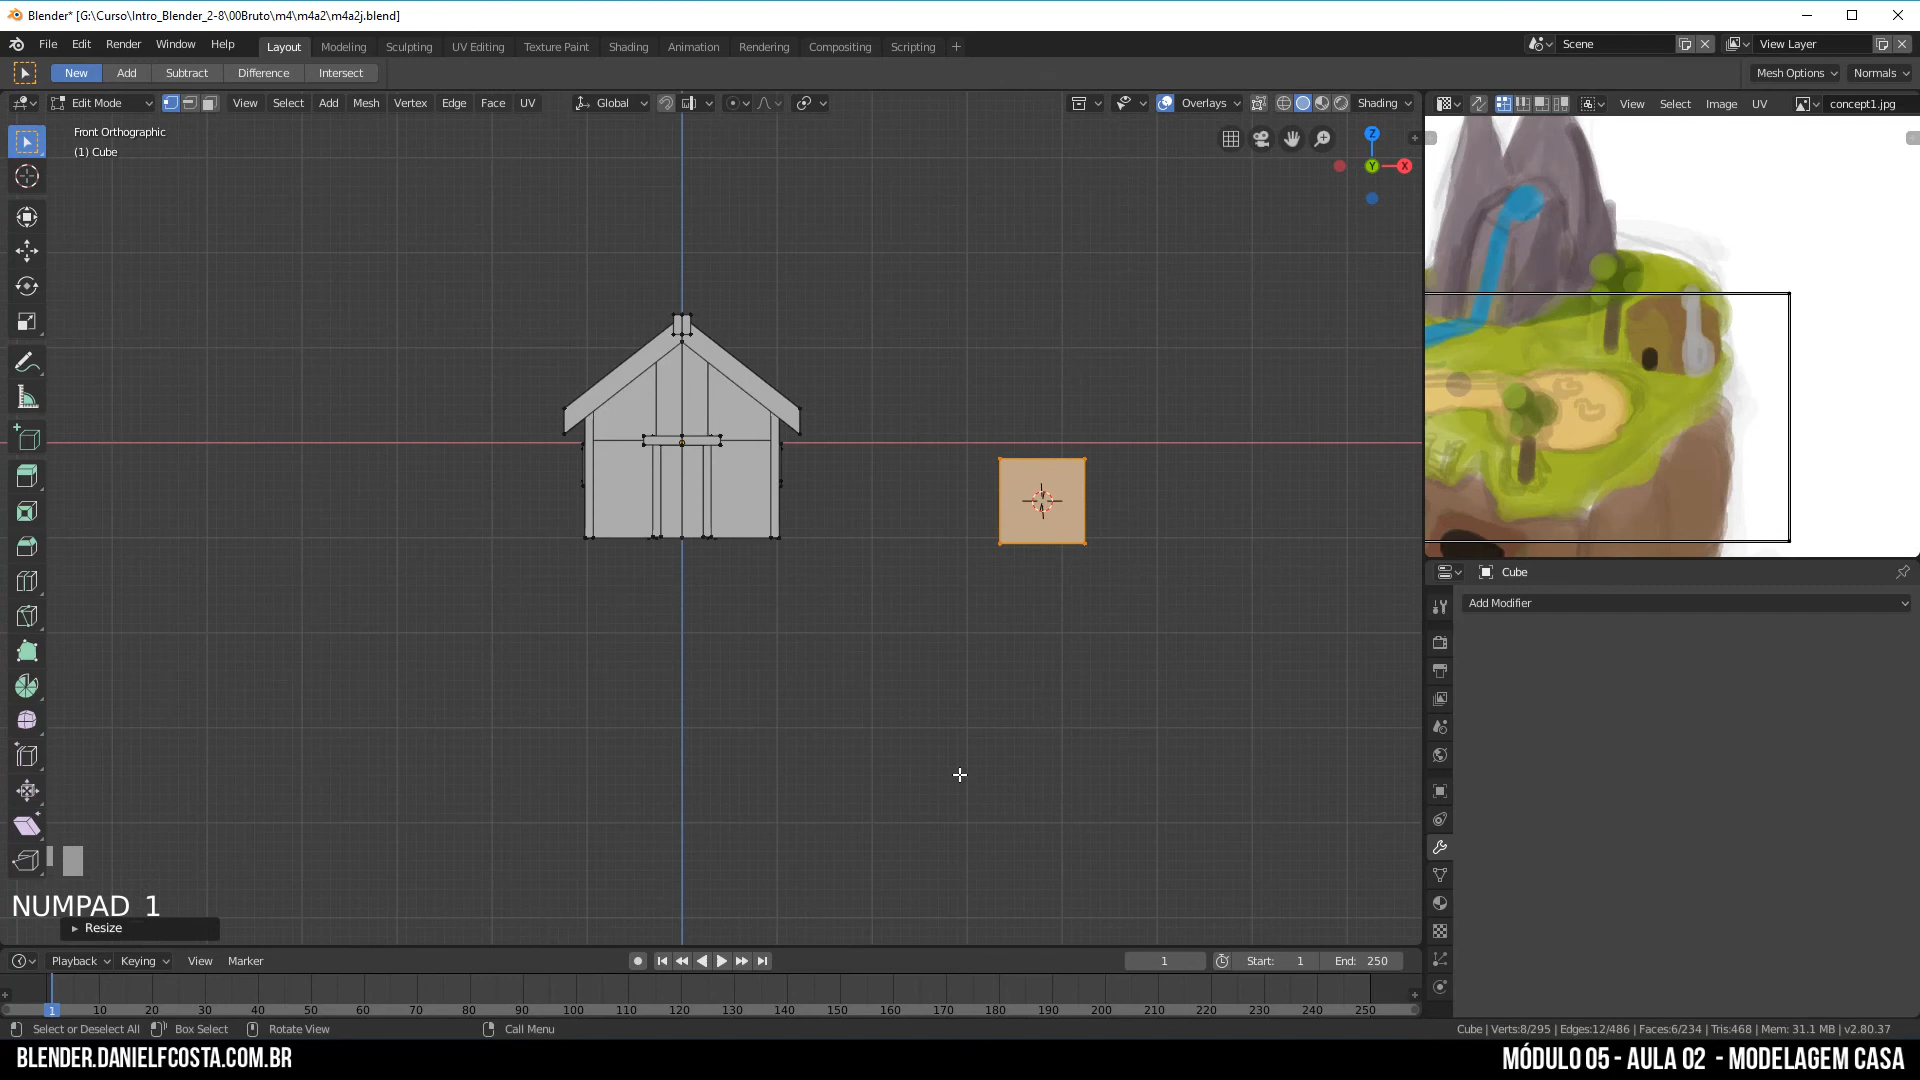 Blender* [G:\Curso\Intro_Blender_2-8\00Bruto\m4\m4a2\m4a2j.blend]
File Edit Render Window Help Layout Modeling Sculpting UV Editing Texture Paint Shading Animation Rendering Compositing Scripting + Scene View Layer
New Add Subtract Difference Intersect Mesh Options Normals
Edit Mode View Select Add Mesh Vertex Edge Face UV Global Overlays Shading View Select Image UV concept1.jpg
Front Orthographic
(1) Cube
Z
Y
X
Cube
Add Modifier
NUMPAD 1
Resize
Playback Keying View Marker 1 Start: 1 End: 250
1 10 20 30 40 50 60 70 80 90 100 110 120 130 140 150 160 170 180 190 200 210 220 230 240 250
Select or Deselect All Box Select Rotate View Call Menu Cube | Verts:8/295 | Edges:12/486 | Faces:6/234 | Tris:468 | Mem: 31.1 MB | v2.80.37
BLENDER.DANIELFCOSTA.COM.BR MÓDULO 05 - AULA 02 - MODELAGEM CASA